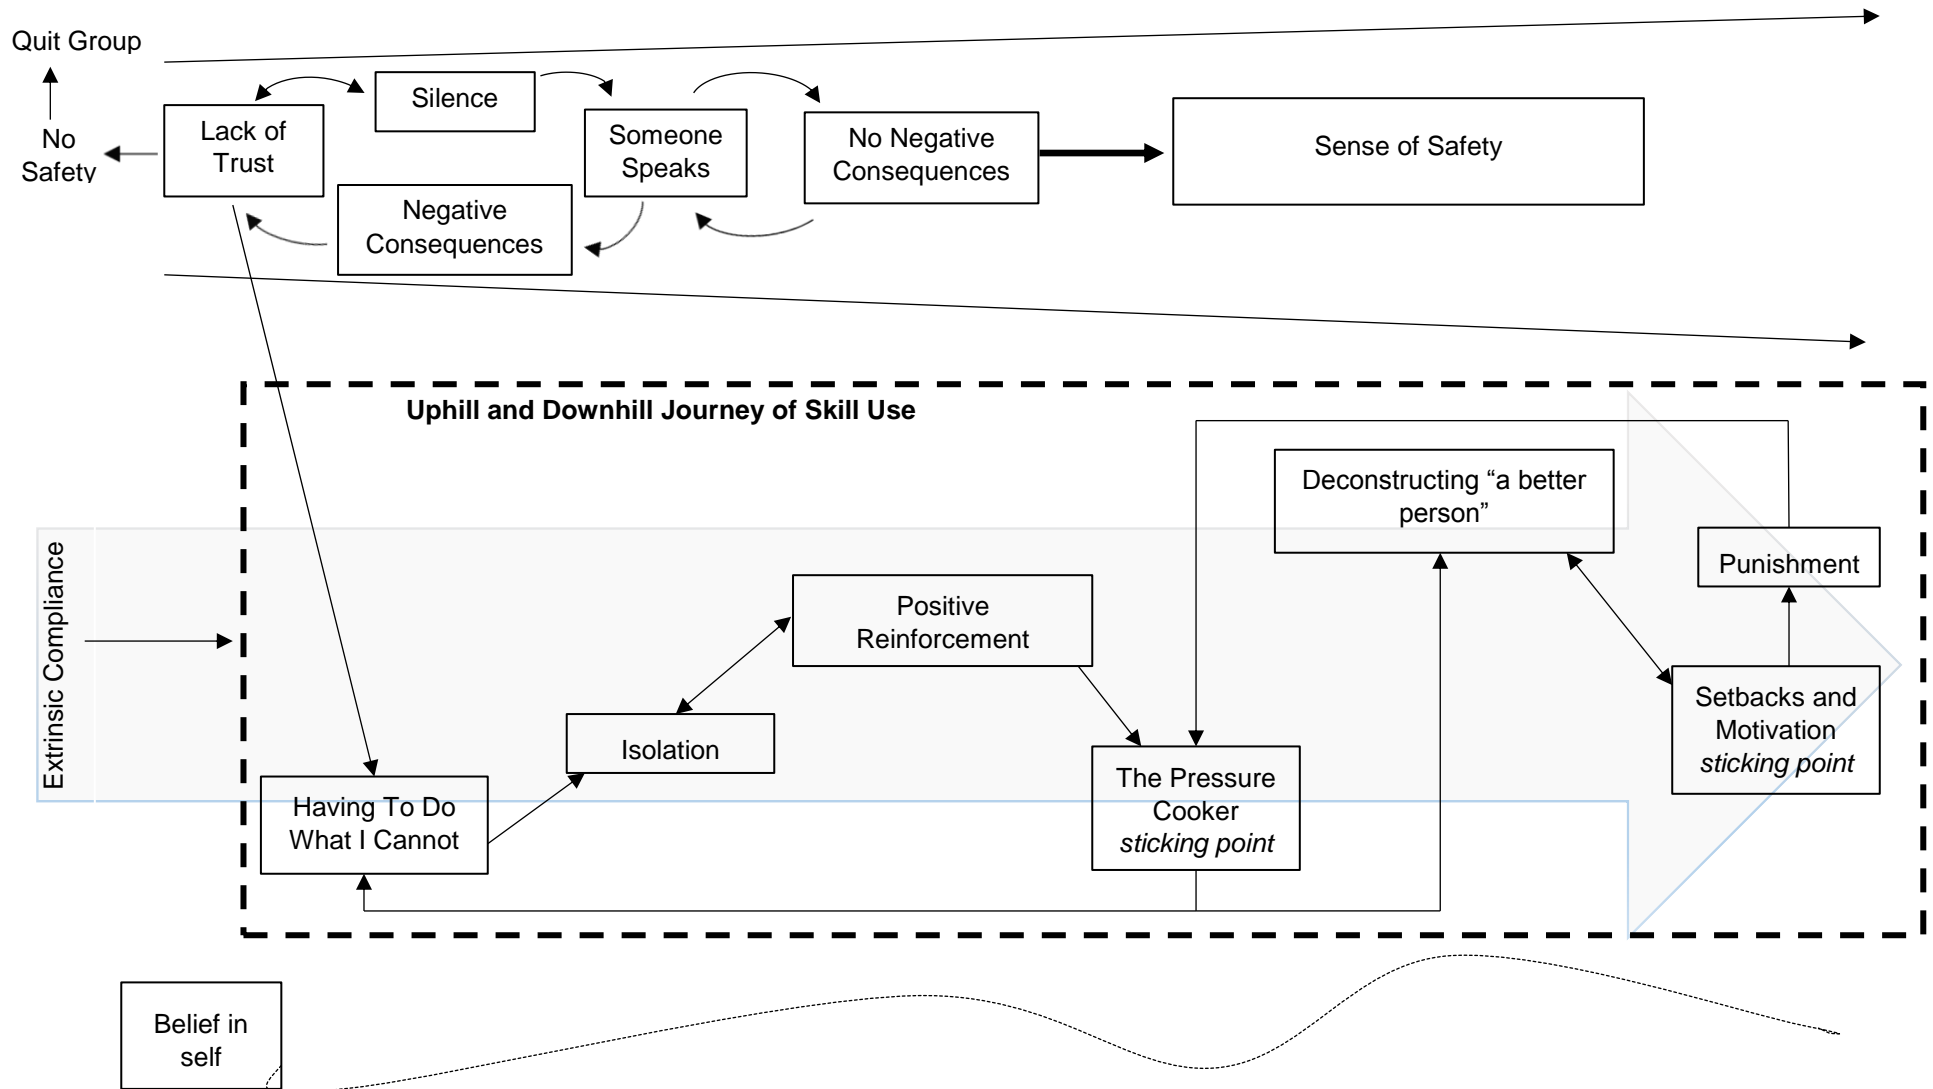 Quit Group
No
Safety
Lack of
Trust
Silence
Someone
Speaks
Negative
Consequences
No Negative
Consequences
Sense of Safety
Uphill and Downhill Journey of Skill Use
Extrinsic Compliance
Having To Do
What I Cannot
Isolation
Positive
Reinforcement
The Pressure
Cooker
sticking point
Deconstructing “a better
person”
Punishment
Setbacks and
Motivation
sticking point
Belief in
self